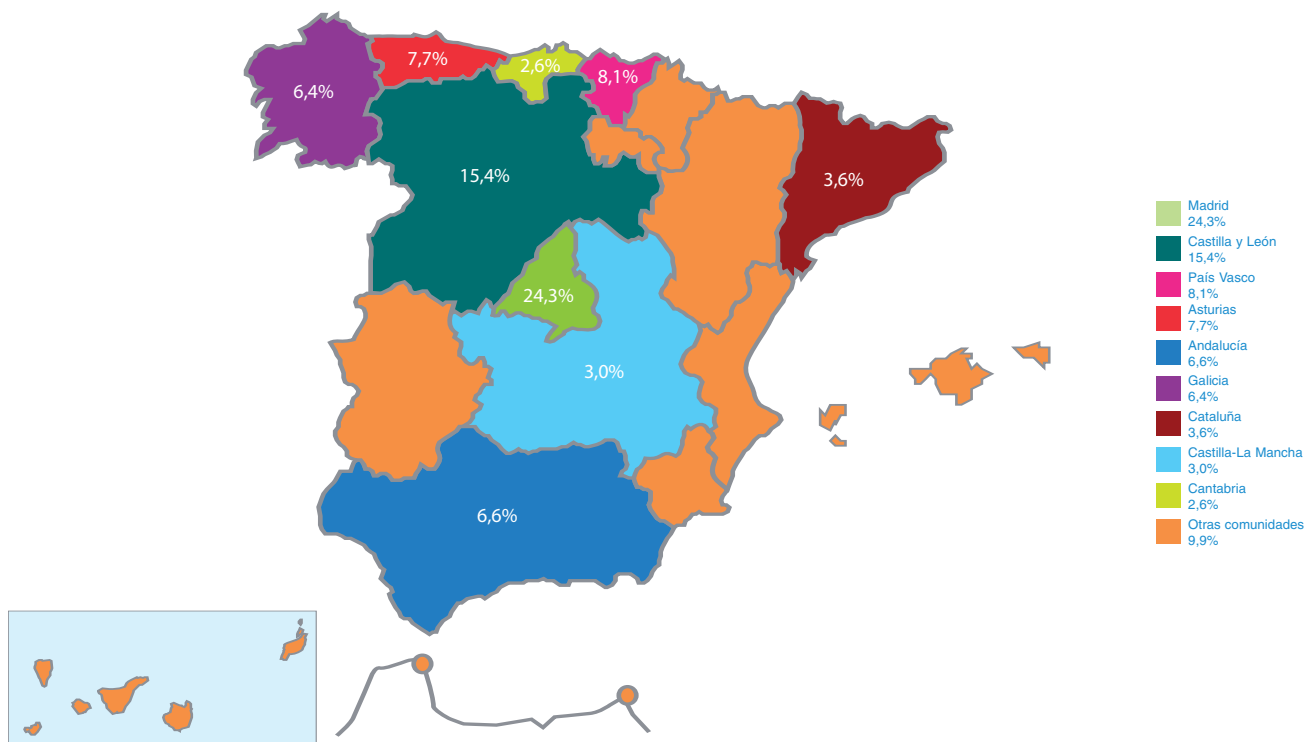 7,7%
2,6%
8,1%
6,4%
15,4%
3,6%
24,3%
3,0%
6,6%
Madrid
24,3%
Castilla y León
15,4%
País Vasco
8,1%
Asturias
7,7%
Andalucía
6,6%
Galicia
6,4%
Cataluña
3,6%
Castilla-La Mancha
3,0%
Cantabria
2,6%
Otras comunidades
9,9%